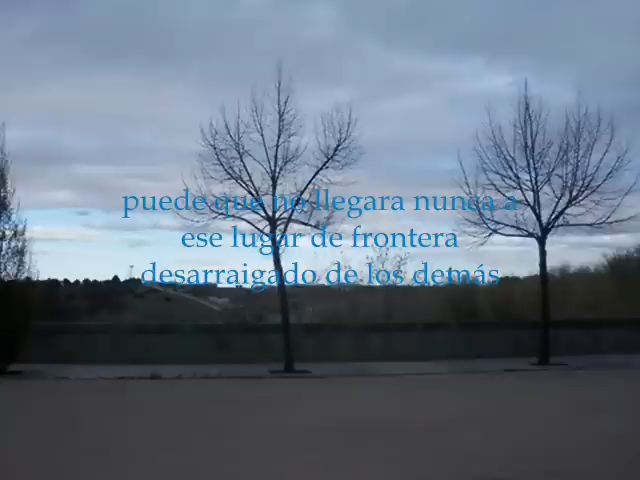 puede que no llegara nunca a
ese lugar de frontera
desarraigado de los demás